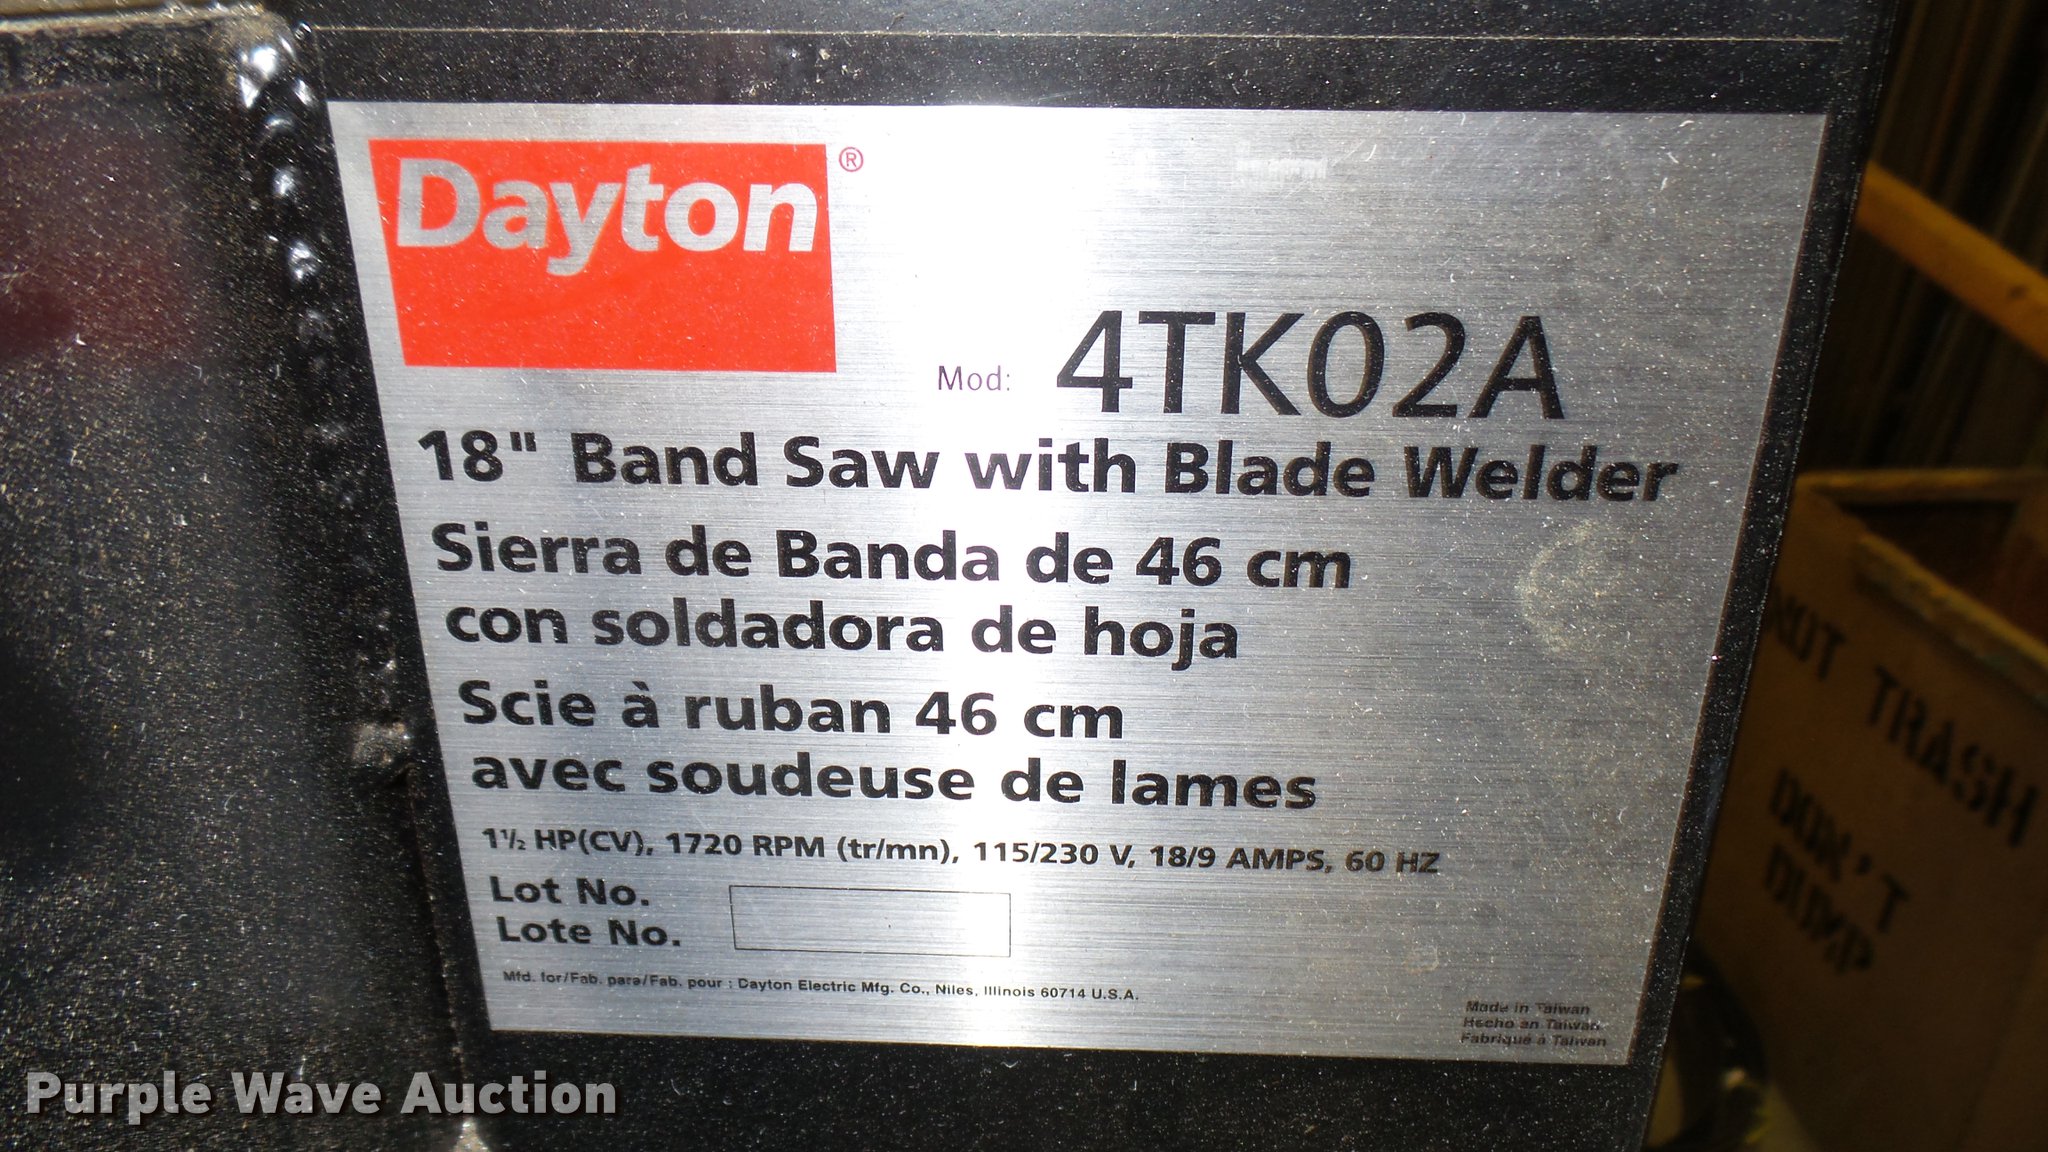 Dayton®
Mod: 4TK02A
18" Band Saw with Blade Welder
Sierra de Banda de 46 cm
con soldadora de hoja
Scie à ruban 46 cm
avec soudeuse de lames
1½ HP(CV), 1720 RPM (tr/mn), 115/230 V, 18/9 AMPS, 60 HZ
Lot No.
Lote No.
Mfd. for/Fab. para/Fab. pour : Dayton Electric Mfg. Co., Niles, Illinois 60714 U.S.A.
Made in Taiwan
Hecho an Taiwan
Fabriqué à Taiwan
TRASH
DON'T
DUMP
Purple Wave Auction